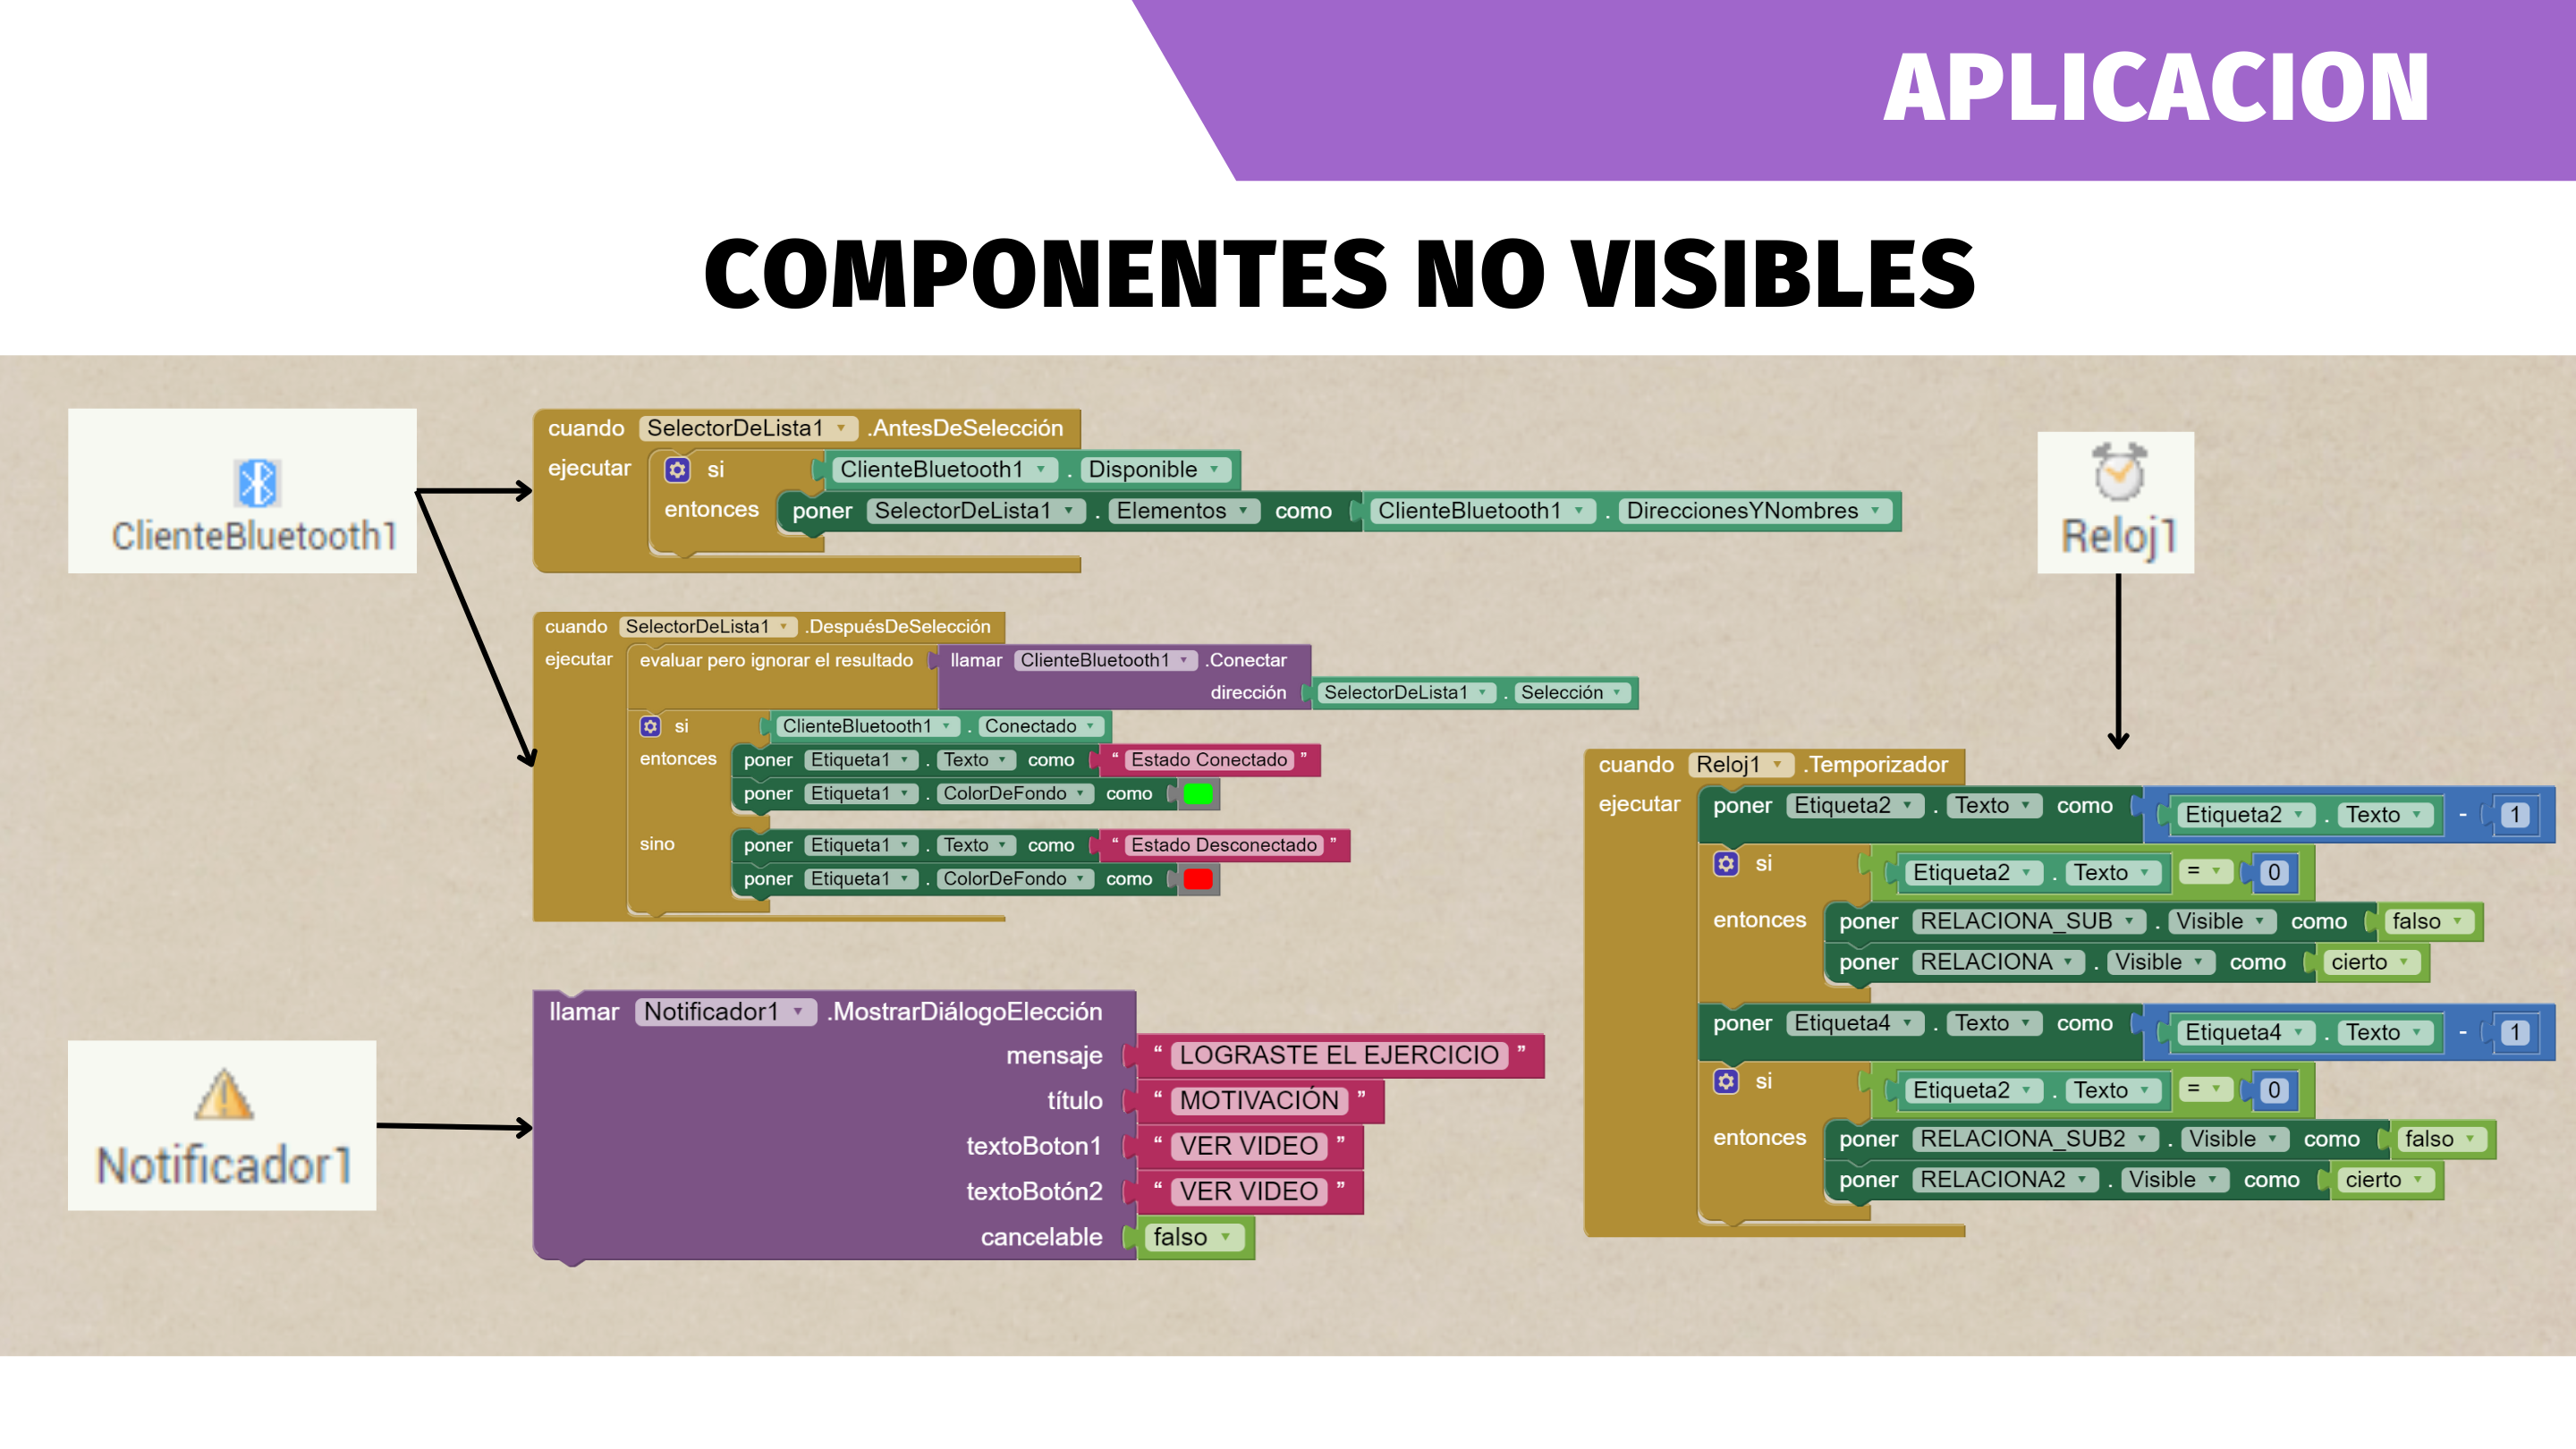 APLICACION
COMPONENTES NO VISIBLES
ClienteBluetooth1
cuando SelectorDeLista1 .AntesDeSelección
ejecutar si ClienteBluetooth1 . Disponible
entonces poner SelectorDeLista1 . Elementos como ClienteBluetooth1 . DireccionesYNombres
cuando SelectorDeLista1 .DespuésDeSelección
ejecutar evaluar pero ignorar el resultado llamar ClienteBluetooth1 .Conectar
dirección SelectorDeLista1 . Selección
si ClienteBluetooth1 . Conectado
entonces poner Etiqueta1 . Texto como “ Estado Conectado ”
poner Etiqueta1 . ColorDeFondo como
sino poner Etiqueta1 . Texto como “ Estado Desconectado ”
poner Etiqueta1 . ColorDeFondo como
Notificador1
llamar Notificador1 .MostrarDiálogoElección
mensaje “ LOGRASTE EL EJERCICIO ”
título “ MOTIVACIÓN ”
textoBoton1 “ VER VIDEO ”
textoBotón2 “ VER VIDEO ”
cancelable falso
Reloj1
cuando Reloj1 .Temporizador
ejecutar poner Etiqueta2 . Texto como Etiqueta2 . Texto - 1
si Etiqueta2 . Texto = 0
entonces poner RELACIONA_SUB . Visible como falso
poner RELACIONA . Visible como cierto
poner Etiqueta4 . Texto como Etiqueta4 . Texto - 1
si Etiqueta2 . Texto = 0
entonces poner RELACIONA_SUB2 . Visible como falso
poner RELACIONA2 . Visible como cierto